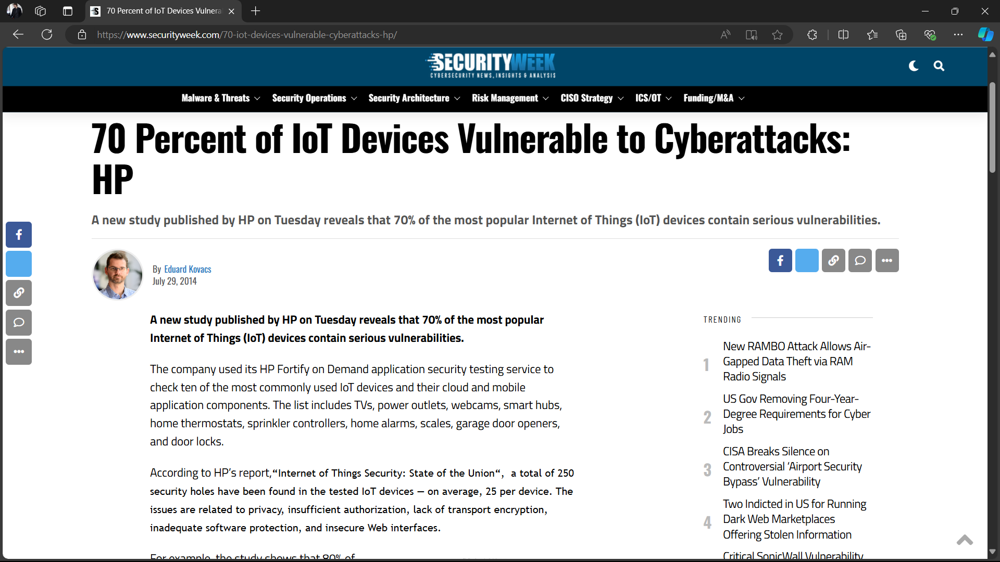 70 Percent of IoT Devices Vulnera
https://www.securityweek.com/70-iot-devices-vulnerable-cyberattacks-hp/
SECURITYWEEK
CYBERSECURITY NEWS, INSIGHTS & ANALYSIS
Malware & Threats Security Operations Security Architecture Risk Management CISO Strategy ICS/OT Funding/M&A
70 Percent of IoT Devices Vulnerable to Cyberattacks:
HP
A new study published by HP on Tuesday reveals that 70% of the most popular Internet of Things (IoT) devices contain serious vulnerabilities.
By Eduard Kovacs
July 29, 2014
A new study published by HP on Tuesday reveals that 70% of the most popular
Internet of Things (IoT) devices contain serious vulnerabilities.
The company used its HP Fortify on Demand application security testing service to
check ten of the most commonly used IoT devices and their cloud and mobile
application components. The list includes TVs, power outlets, webcams, smart hubs,
home thermostats, sprinkler controllers, home alarms, scales, garage door openers,
and door locks.
According to HP’s report,“Internet of Things Security: State of the Union“, a total of 250
security holes have been found in the tested IoT devices — on average, 25 per device. The
issues are related to privacy, insufficient authorization, lack of transport encryption,
inadequate software protection, and insecure Web interfaces.
For example, the study shows that 80% of
TRENDING
1
New RAMBO Attack Allows Air-
Gapped Data Theft via RAM
Radio Signals
2
US Gov Removing Four-Year-
Degree Requirements for Cyber
Jobs
3
CISA Breaks Silence on
Controversial ‘Airport Security
Bypass’ Vulnerability
4
Two Indicted in US for Running
Dark Web Marketplaces
Offering Stolen Information
Critical SonicWall Vulnerability